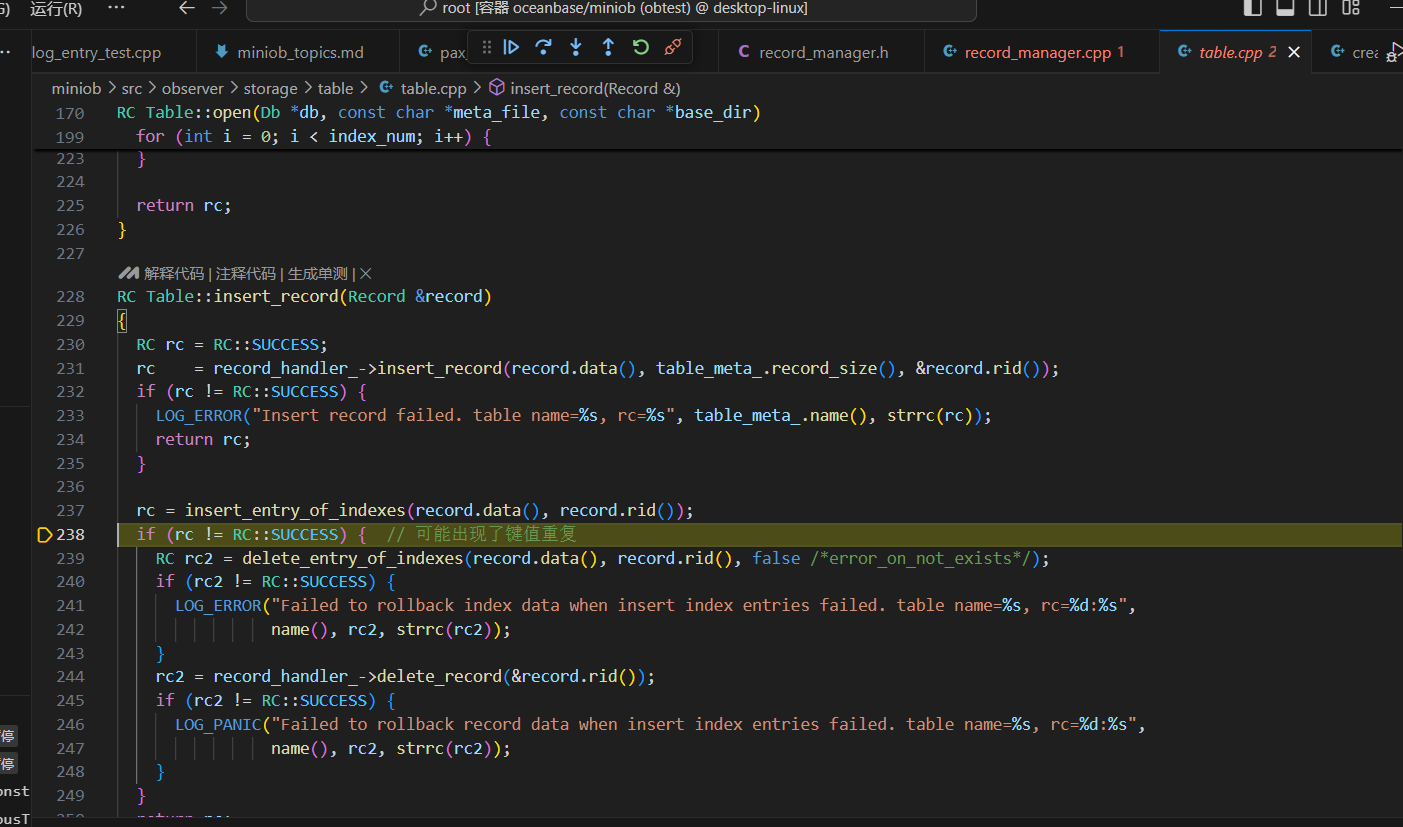 运行(R) ··· root [容器 oceanbase/miniob (obtest) @ desktop-linux]
log_entry_test.cpp miniob_topics.md pax record_manager.h record_manager.cpp 1 table.cpp 2
miniob > src > observer > storage > table > table.cpp > insert_record(Record &)
170 RC Table::open(Db *db, const char *meta_file, const char *base_dir)
199 for (int i = 0; i < index_num; i++) {
223 }
224
225 return rc;
226 }
227
解释代码 | 注释代码 | 生成单测 |
228 RC Table::insert_record(Record &record)
229 {
230 RC rc = RC::SUCCESS;
231 rc    = record_handler_->insert_record(record.data(), table_meta_.record_size(), &record.rid());
232 if (rc != RC::SUCCESS) {
233 LOG_ERROR("Insert record failed. table name=%s, rc=%s", table_meta_.name(), strrc(rc));
234 return rc;
235 }
236
237 rc = insert_entry_of_indexes(record.data(), record.rid());
238 if (rc != RC::SUCCESS) {  // 可能出现了键值重复
239 RC rc2 = delete_entry_of_indexes(record.data(), record.rid(), false /*error_on_not_exists*/);
240 if (rc2 != RC::SUCCESS) {
241 LOG_ERROR("Failed to rollback index data when insert index entries failed. table name=%s, rc=%d:%s",
242 name(), rc2, strrc(rc2));
243 }
244 rc2 = record_handler_->delete_record(&record.rid());
245 if (rc2 != RC::SUCCESS) {
246 LOG_PANIC("Failed to rollback record data when insert index entries failed. table name=%s, rc=%d:%s",
247 name(), rc2, strrc(rc2));
248 }
249 }